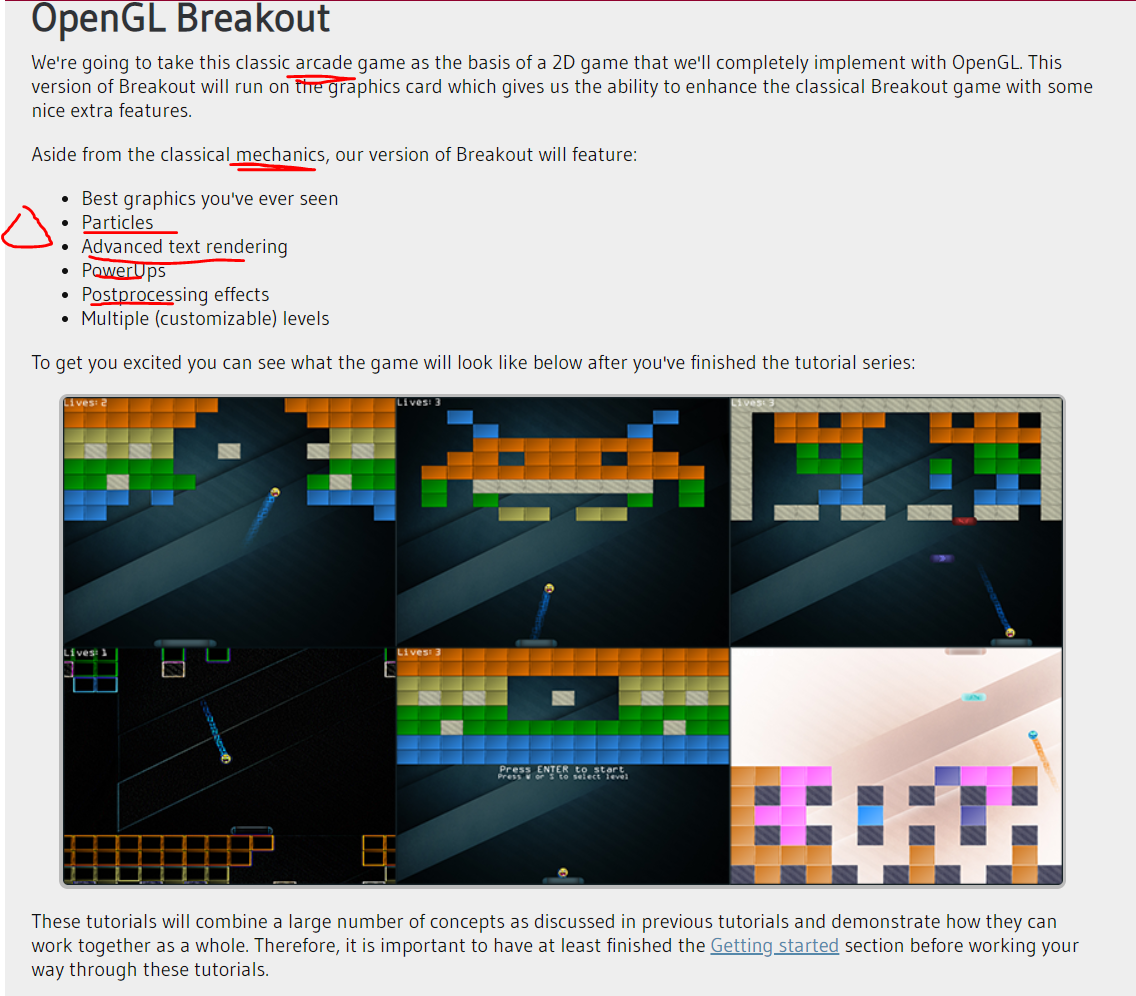 OpenGL Breakout
We're going to take this classic arcade game as the basis of a 2D game that we'll completely implement with OpenGL. This
version of Breakout will run on the graphics card which gives us the ability to enhance the classical Breakout game with some
nice extra features.
Aside from the classical mechanics, our version of Breakout will feature:
• Best graphics you've ever seen
• Particles
• Advanced text rendering
• PowerUps
• Postprocessing effects
• Multiple (customizable) levels
To get you excited you can see what the game will look like below after you've finished the tutorial series:
Lives: 2
Lives: 3
Lives: 3
Lives: 1
Lives: 3
Press ENTER to start
Press W or S to select level
These tutorials will combine a large number of concepts as discussed in previous tutorials and demonstrate how they can
work together as a whole. Therefore, it is important to have at least finished the Getting started section before working your
way through these tutorials.